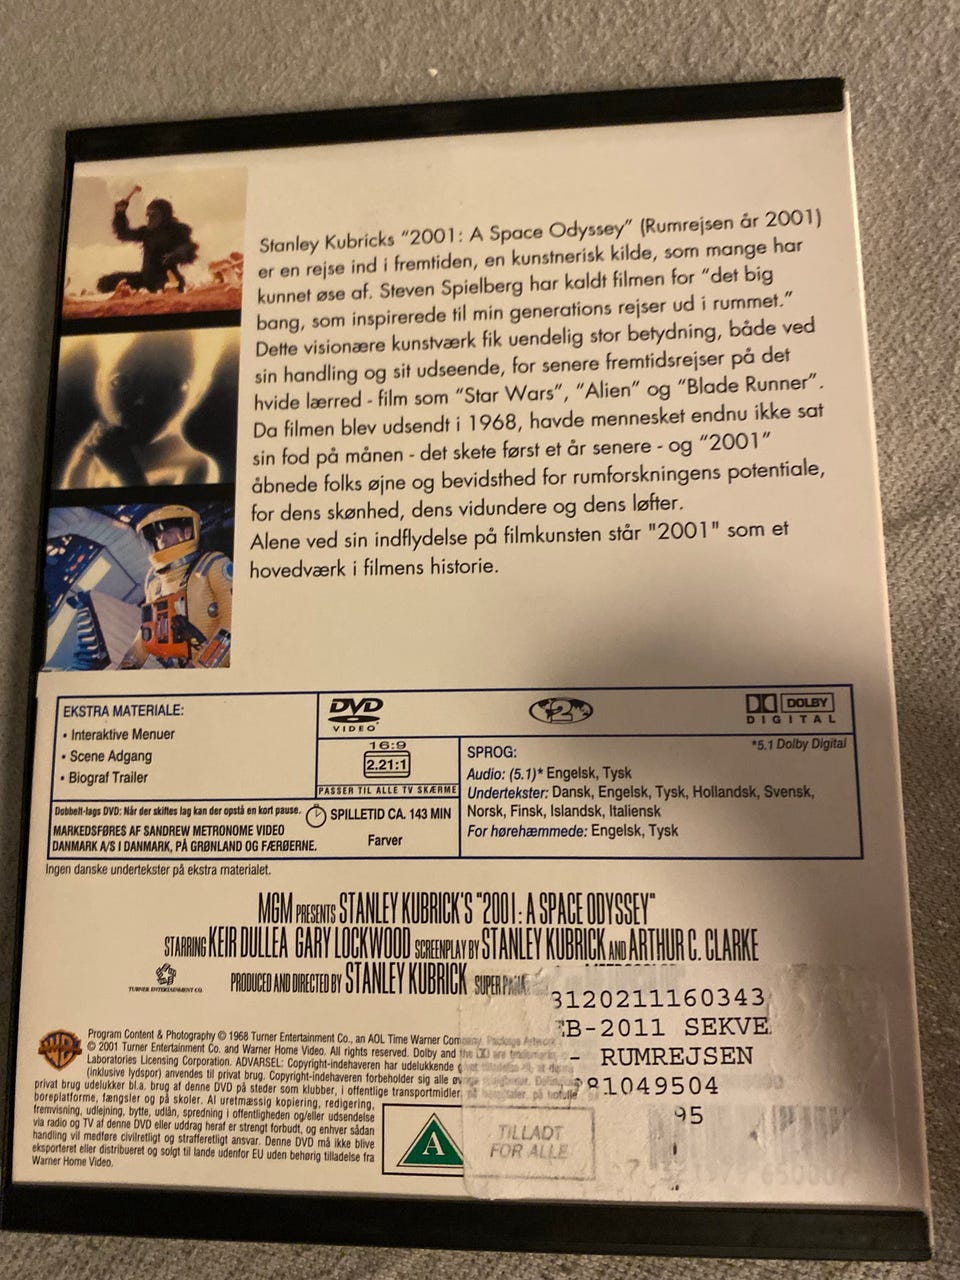 Stanley Kubricks “2001: A Space Odyssey” (Rumrejsen år 2001)
er en rejse ind i fremtiden, en kunstnerisk kilde, som mange har
kunnet øse af. Steven Spielberg har kaldt filmen for “det big
bang, som inspirerede til min generations rejser ud i rummet.”
Dette visionære kunstværk fik uendelig stor betydning, både ved
sin handling og sit udseende, for senere fremtidsrejser på det
hvide lærred - film som “Star Wars”, “Alien” og “Blade Runner”.
Da filmen blev udsendt i 1968, havde mennesket endnu ikke sat
sin fod på månen - det skete først et år senere - og “2001”
åbnede folks øjne og bevidsthed for rumforskningens potentiale,
for dens skønhed, dens vidundere og dens løfter.
Alene ved sin indflydelse på filmkunsten står "2001" som et
hovedværk i filmens historie.
EKSTRA MATERIALE:
• Interaktive Menuer
• Scene Adgang
• Biograf Trailer
DVD
VIDEO
2
DOLBY
DIGITAL
16:9
2.21:1
PASSER TIL ALLE TV SKÆRME
*5.1 Dolby Digital
SPROG:
Audio: (5.1)* Engelsk, Tysk
Undertekster: Dansk, Engelsk, Tysk, Hollandsk, Svensk,
Norsk, Finsk, Islandsk, Italiensk
For hørehæmmede: Engelsk, Tysk
Dobbelt-lags DVD: Når der skiftes lag kan der opstå en kort pause.
MARKEDSFØRES AF SANDREW METRONOME VIDEO
DANMARK A/S I DANMARK, PÅ GRØNLAND OG FÆRØERNE.
SPILLETID CA. 143 MIN
Farver
Ingen danske undertekster på ekstra materialet.
MGM PRESENTS STANLEY KUBRICK'S "2001: A SPACE ODYSSEY"
STARRING KEIR DULLEA GARY LOCKWOOD SCREENPLAY BY STANLEY KUBRICK AND ARTHUR C. CLARKE
PRODUCED AND DIRECTED BY STANLEY KUBRICK SUPER
TURNER ENTERTAINMENT CO.
3120211160343
EB-2011 SEKVE
- RUMREJSEN
81049504
95
WB
Program Content & Photography © 1968 Turner Entertainment Co., an AOL Time Warner Company. Package Artwork
© 2001 Turner Entertainment Co. and Warner Home Video. All rights reserved. Dolby and the DD are trademarks
Laboratories Licensing Corporation. ADVARSEL: Copyright-indehaveren har udelukkende
(inklusive lydspor) anvendes til privat brug. Copyright-indehaveren forbeholder sig alle
privat brug udelukker bl.a. brug af denne DVD på steder som klubber, i offentlige transportmidler,
boreplatforme, fængsler og på skoler. Al uretmæssig kopiering, redigering,
fremvisning, udlejning, bytte, udlån, spredning i offentligheden og/eller udsendelse
via radio og TV af denne DVD eller uddrag heraf er strengt forbudt, og enhver sådan
handling vil medføre civilretligt og strafferetligt ansvar. Denne DVD må ikke blive
eksporteret eller distribueret og solgt til lande udenfor EU uden behørig tilladelse fra
Warner Home Video.
A
TILLADT
FOR ALLE